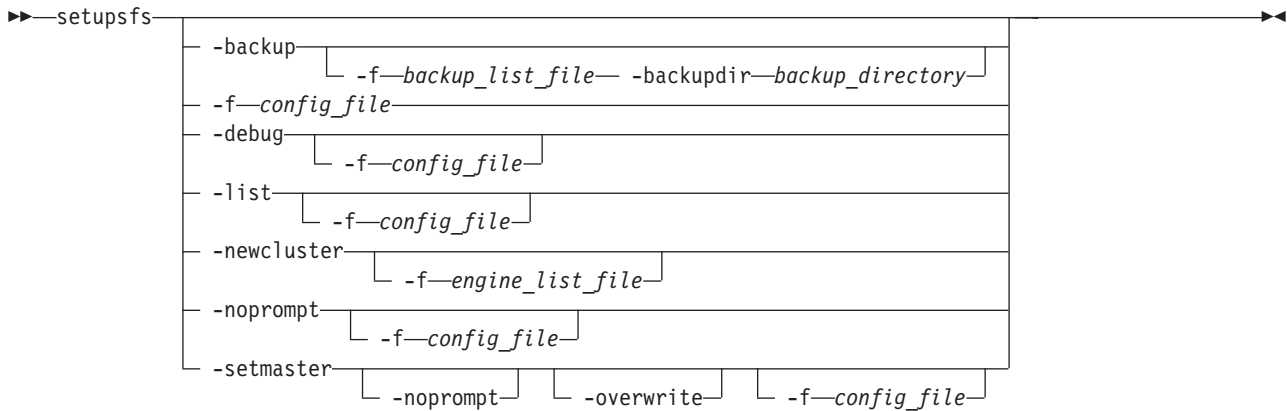 setupsfs
-backup
-f backup_list_file -backupdir backup_directory
-f config_file
-debug
-f config_file
-list
-f config_file
-newcluster
-f engine_list_file
-noprompt
-f config_file
-setmaster
-noprompt -overwrite -f config_file